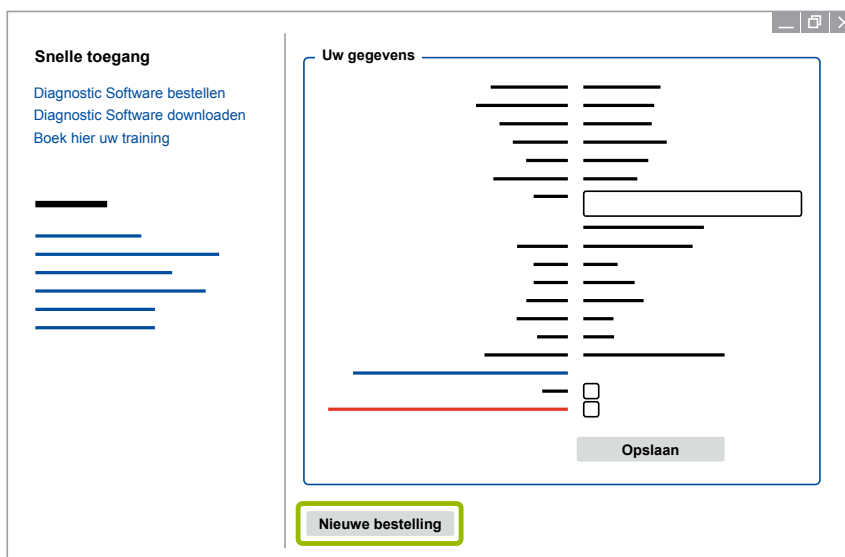 Snelle toegang
Diagnostic Software bestellen
Diagnostic Software downloaden
Boek hier uw training
Uw gegevens
Opslaan
Nieuwe bestelling